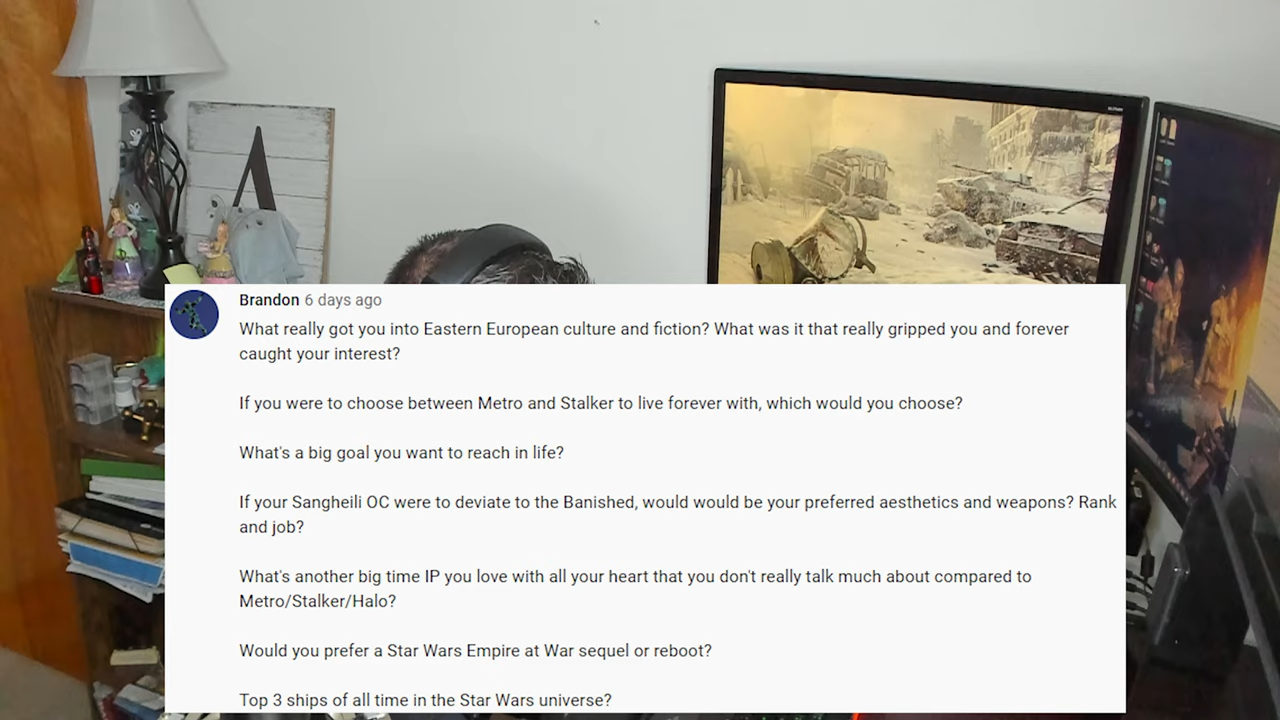 A
Brandon 6 days ago
What really got you into Eastern European culture and fiction? What was it that really gripped you and forever
caught your interest?
If you were to choose between Metro and Stalker to live forever with, which would you choose?
What's a big goal you want to reach in life?
If your Sangheili OC were to deviate to the Banished, would would be your preferred aesthetics and weapons? Rank
and job?
What's another big time IP you love with all your heart that you don't really talk much about compared to
Metro/Stalker/Halo?
Would you prefer a Star Wars Empire at War sequel or reboot?
Top 3 ships of all time in the Star Wars universe?